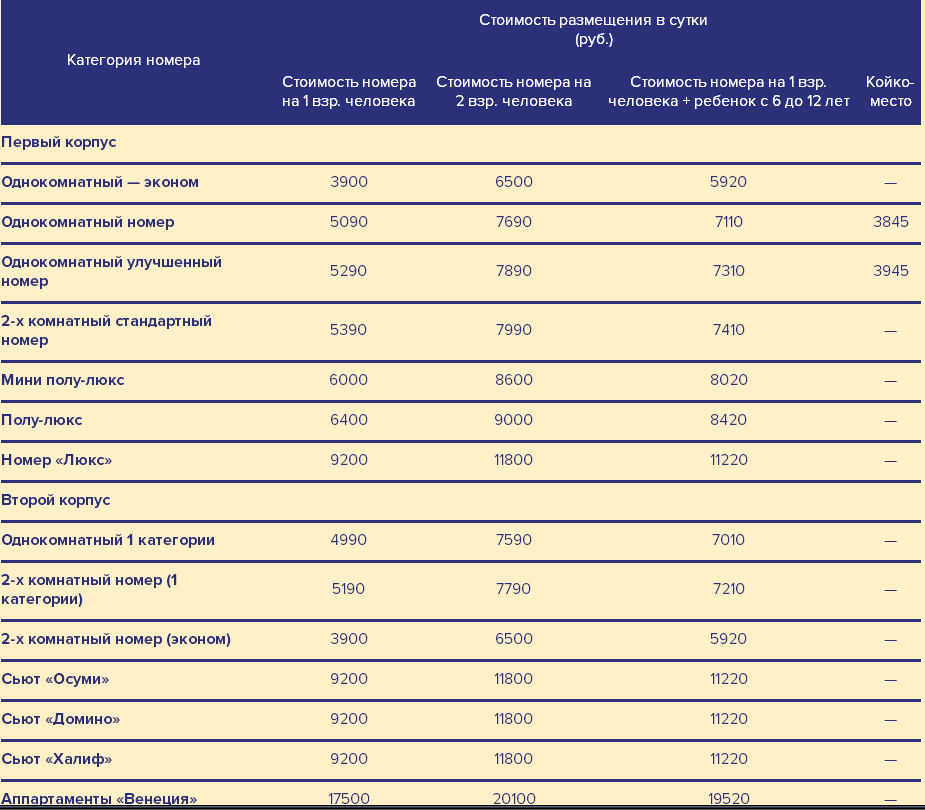 Стоимость размещения в сутки
(руб.)
Категория номера
Стоимость номера Стоимость номера на Стоимость номера на 1 взр. Койко-
на 1 взр. человека 2 взр. человека человека + ребенок с 6 до 12 лет место
Первый корпус
Однокомнатный — эконом 3900 6500 5920 —
Однокомнатный номер 5090 7690 7110 3845
Однокомнатный улучшенный
номер 5290 7890 7310 3945
2-х комнатный стандартный
номер 5390 7990 7410 —
Мини полу-люкс 6000 8600 8020 —
Полу-люкс 6400 9000 8420 —
Номер «Люкс» 9200 11800 11220 —
Второй корпус
Однокомнатный 1 категории 4990 7590 7010 —
2-х комнатный номер (1
категории) 5190 7790 7210 —
2-х комнатный номер (эконом) 3900 6500 5920 —
Сьют «Осуми» 9200 11800 11220 —
Сьют «Домино» 9200 11800 11220 —
Сьют «Халиф» 9200 11800 11220 —
Аппартаменты «Венеция» 17500 20100 19520 —